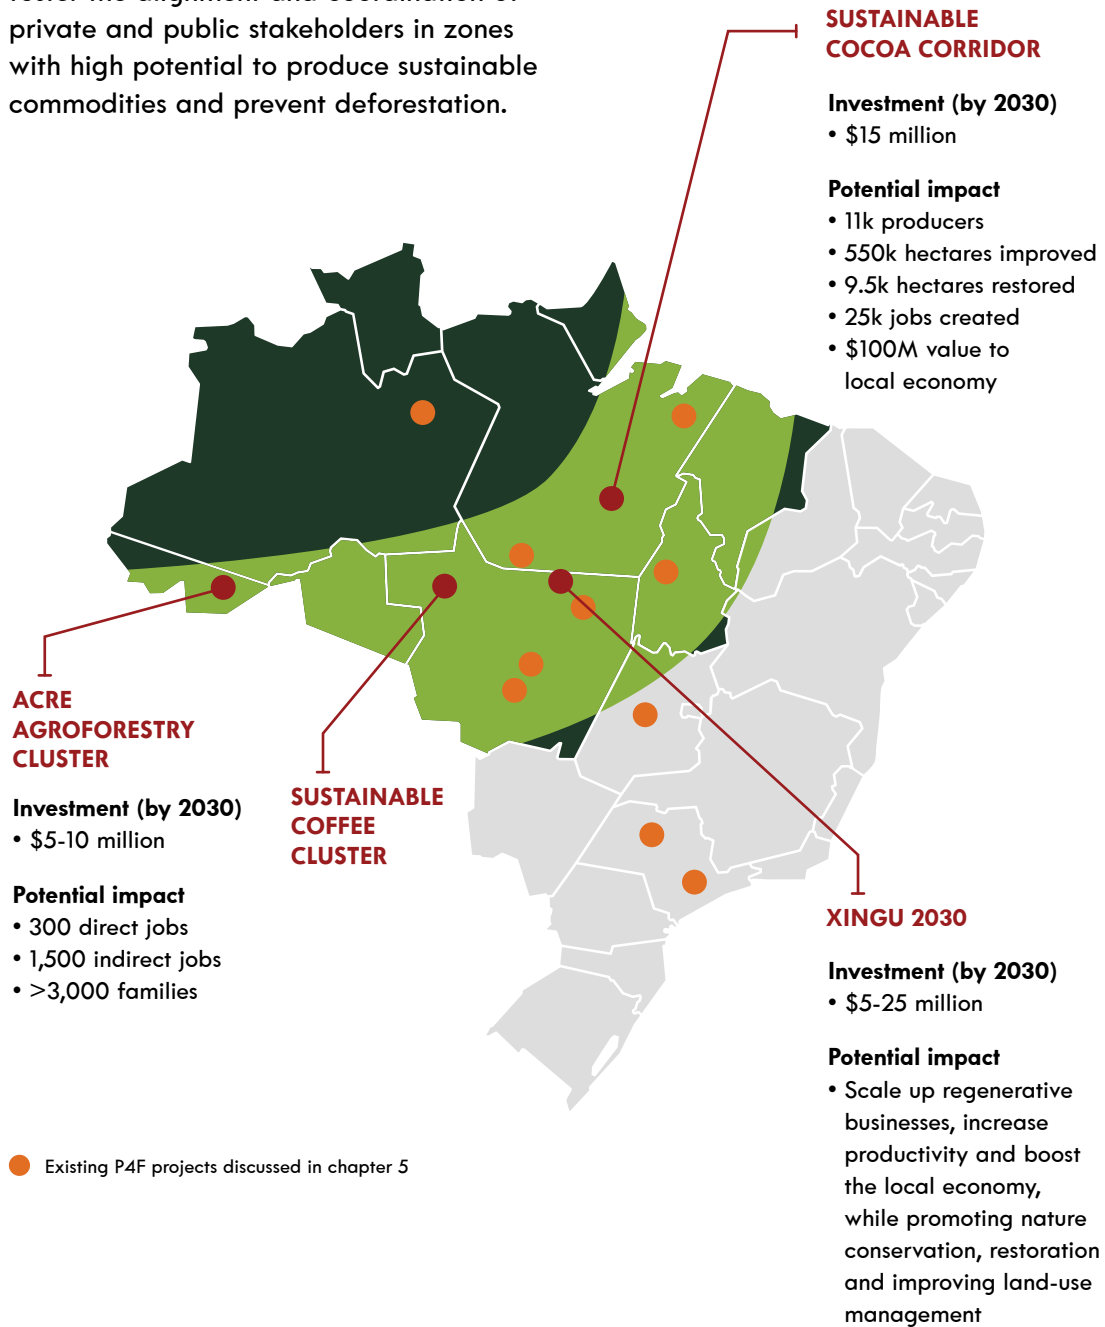 private and public stakeholders in zones
with high potential to produce sustainable
commodities and prevent deforestation.
SUSTAINABLE
COCOA CORRIDOR
Investment (by 2030)
• $15 million
Potential impact
• 11k producers
• 550k hectares improved
• 9.5k hectares restored
• 25k jobs created
• $100M value to
local economy
ACRE
AGROFORESTRY
CLUSTER
Investment (by 2030)
• $5-10 million
Potential impact
• 300 direct jobs
• 1,500 indirect jobs
• >3,000 families
SUSTAINABLE
COFFEE
CLUSTER
XINGU 2030
Investment (by 2030)
• $5-25 million
Potential impact
• Scale up regenerative
businesses, increase
productivity and boost
the local economy,
while promoting nature
conservation, restoration
and improving land-use
management
Existing P4F projects discussed in chapter 5